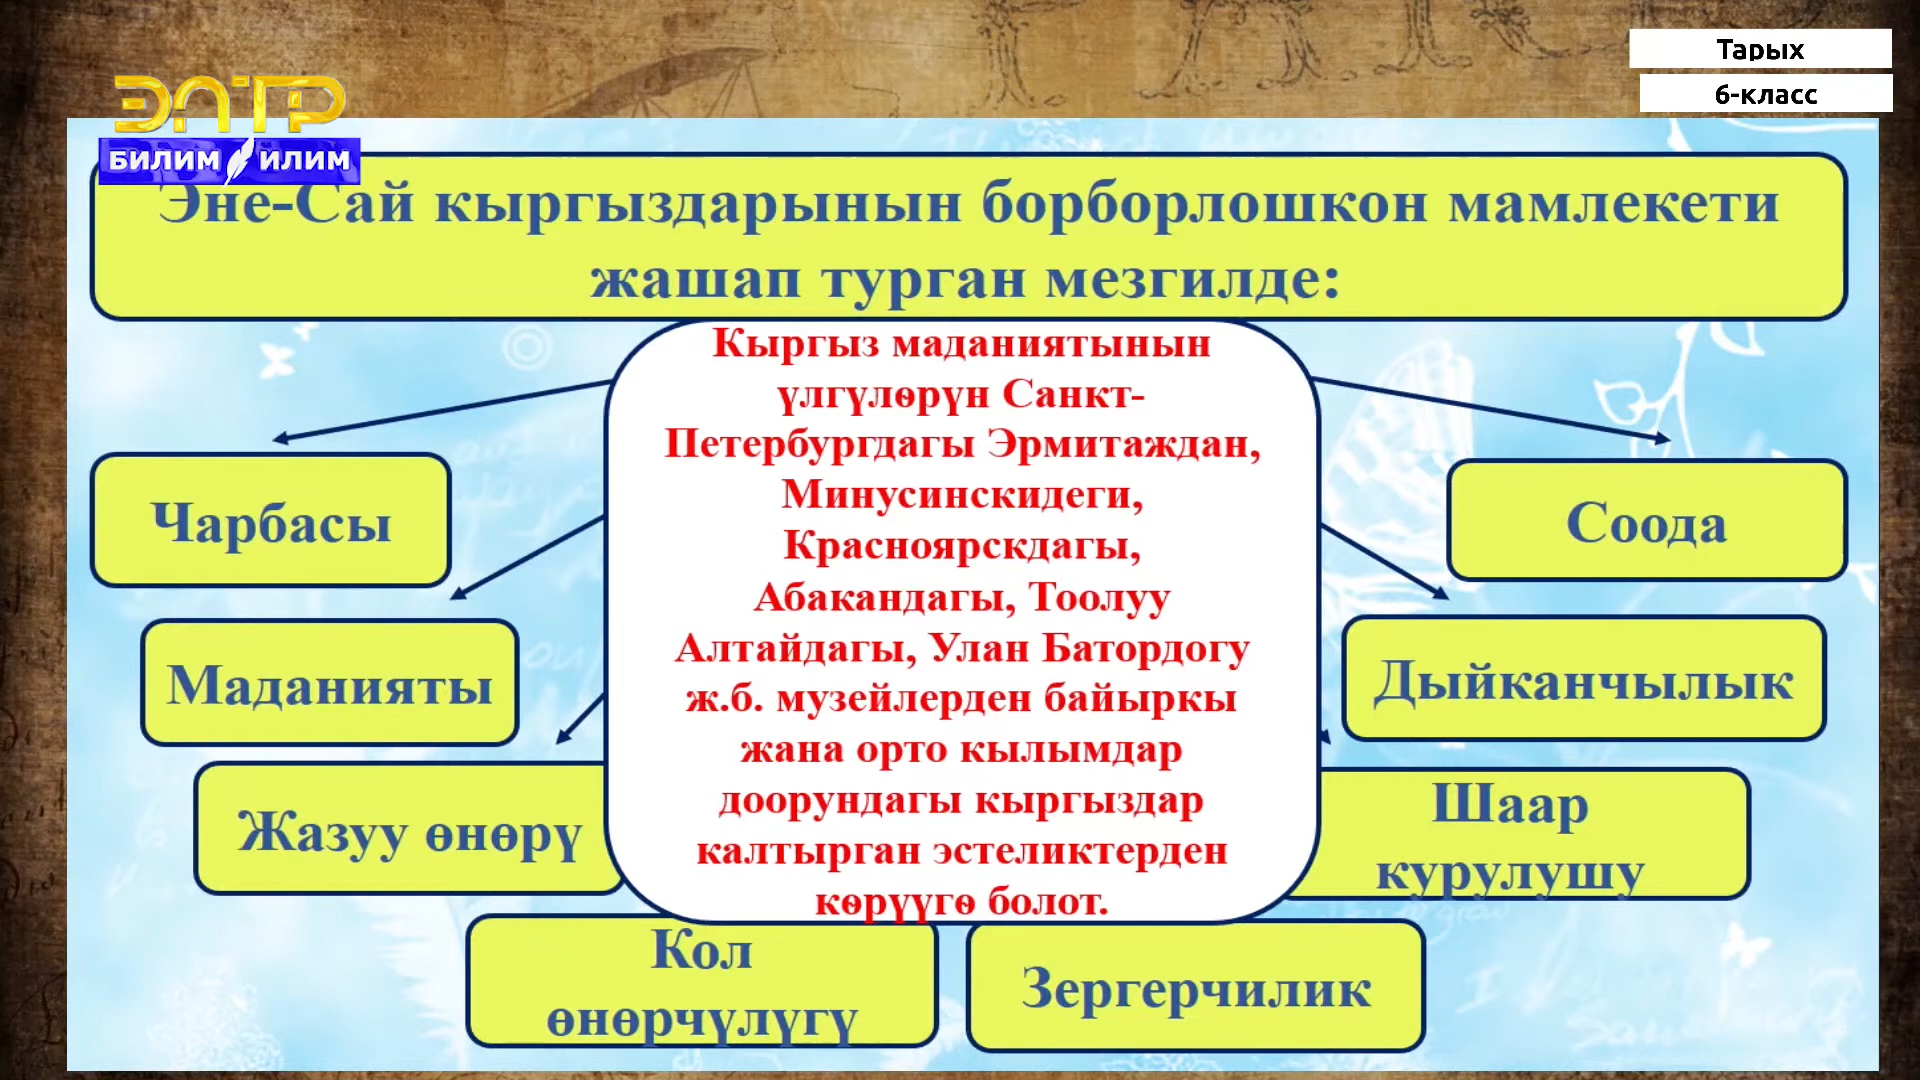 Тарых
6-класс
ЭЛТР
БИЛИМ ИЛИМ
Эне-Сай кыргыздарынын борборлошкон мамлекети
жашап турган мезгилде:
Кыргыз маданиятынын
үлгүлөрүн Санкт-
Петербургдагы Эрмитаждан,
Минусинскидеги,
Красноярскдагы,
Абакандагы, Тоолуу
Алтайдагы, Улан Батордогу
ж.б. музейлерден байыркы
жана орто кылымдар
доорундагы кыргыздар
калтырган эстеликтерден
көрүүгө болот.
Чарбасы
Маданияты
Жазуу өнөрү
Кол
өнөрчүлүгү
Зергерчилик
Соода
Дыйканчылык
Шаар
курулушу